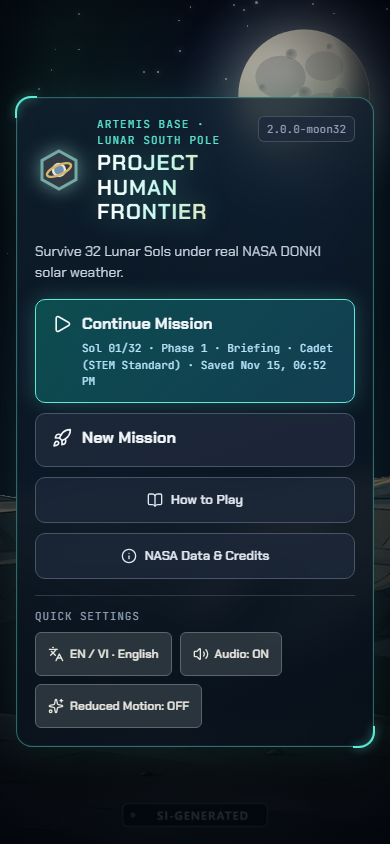 ARTEMIS BASE ·
LUNAR SOUTH POLE
2.0.0-moon32
PROJECT
HUMAN
FRONTIER
Survive 32 Lunar Sols under real NASA DONKI
solar weather.
Continue Mission
Sol 01/32 · Phase 1 · Briefing · Cadet
(STEM Standard) · Saved Nov 15, 06:52
PM
New Mission
How to Play
NASA Data & Credits
QUICK SETTINGS
EN / VI · English
Audio: ON
Reduced Motion: OFF
SI-GENERATED